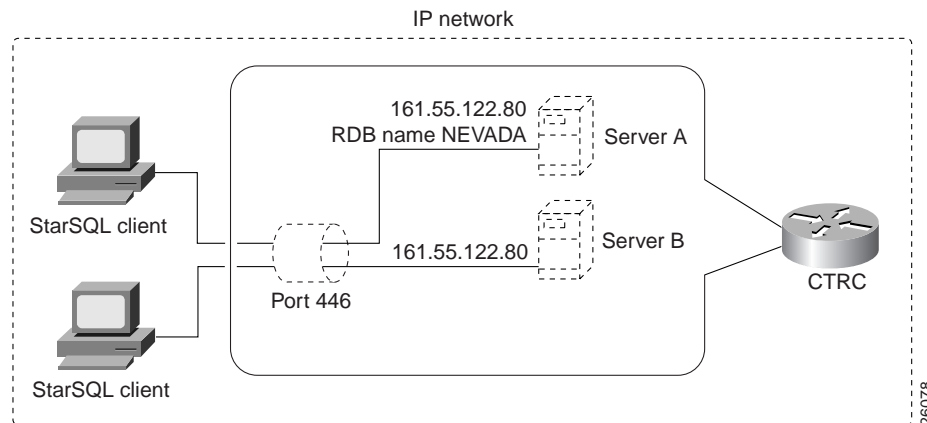 IP network
161.55.122.80
RDB name NEVADA
Server A
StarSQL client
161.55.122.80
Server B
Port 446
CTRC
StarSQL client
26078